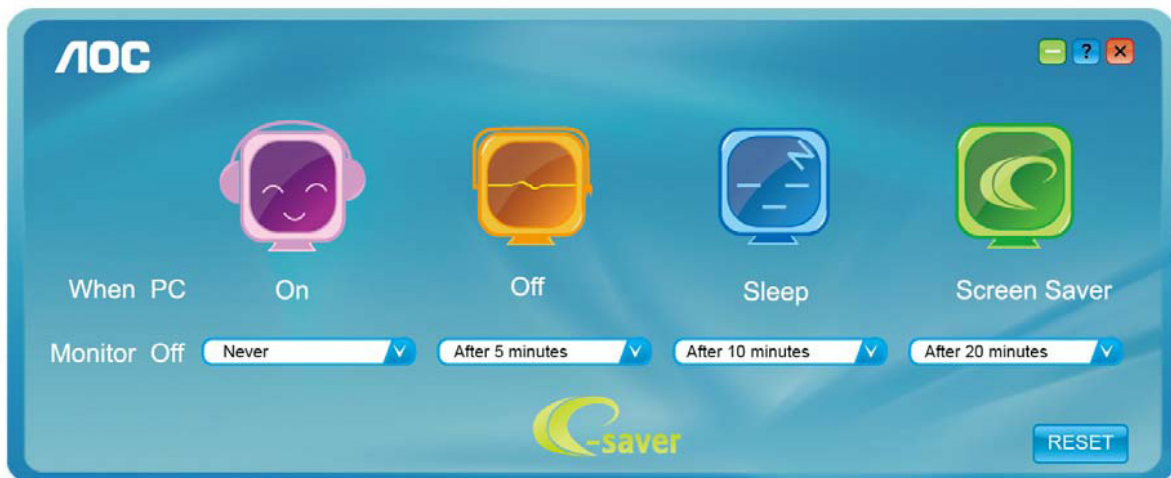 AOC
?
When PC On Off Sleep Screen Saver
Monitor Off Never After 5 minutes After 10 minutes After 20 minutes
e-saver
RESET